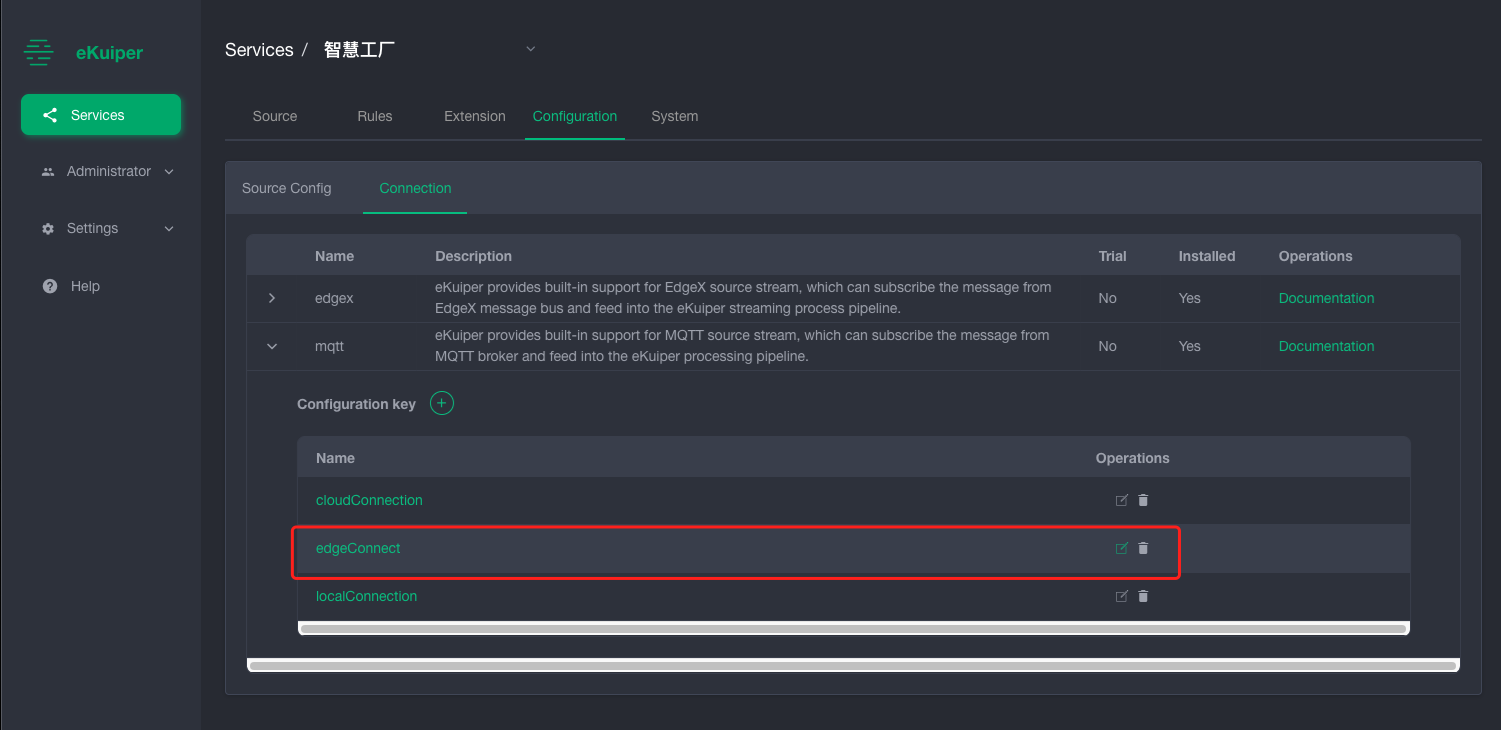 eKuiper
Services
Administrator
Settings
Help
Services / 智慧工厂
Source Rules Extension Configuration System
Source Config Connection
Name Description Trial Installed Operations
edgex eKuiper provides built-in support for EdgeX source stream, which can subscribe the message from
EdgeX message bus and feed into the eKuiper streaming process pipeline. No Yes Documentation
mqtt eKuiper provides built-in support for MQTT source stream, which can subscribe the message from
MQTT broker and feed into the eKuiper processing pipeline. No Yes Documentation
Configuration key
Name Operations
cloudConnection
edgeConnect
localConnection